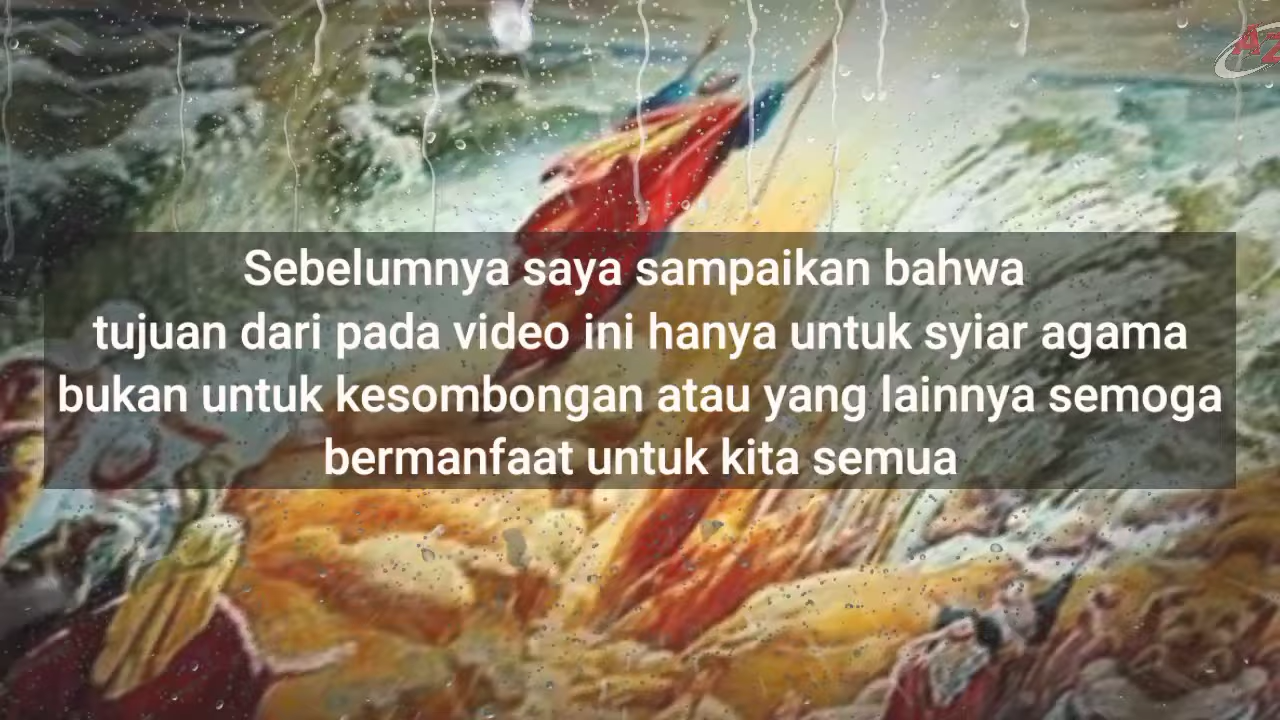 Sebelumnya saya sampaikan bahwa
tujuan dari pada video ini hanya untuk syiar agama
bukan untuk kesombongan atau yang lainnya semoga
bermanfaat untuk kita semua
AZ